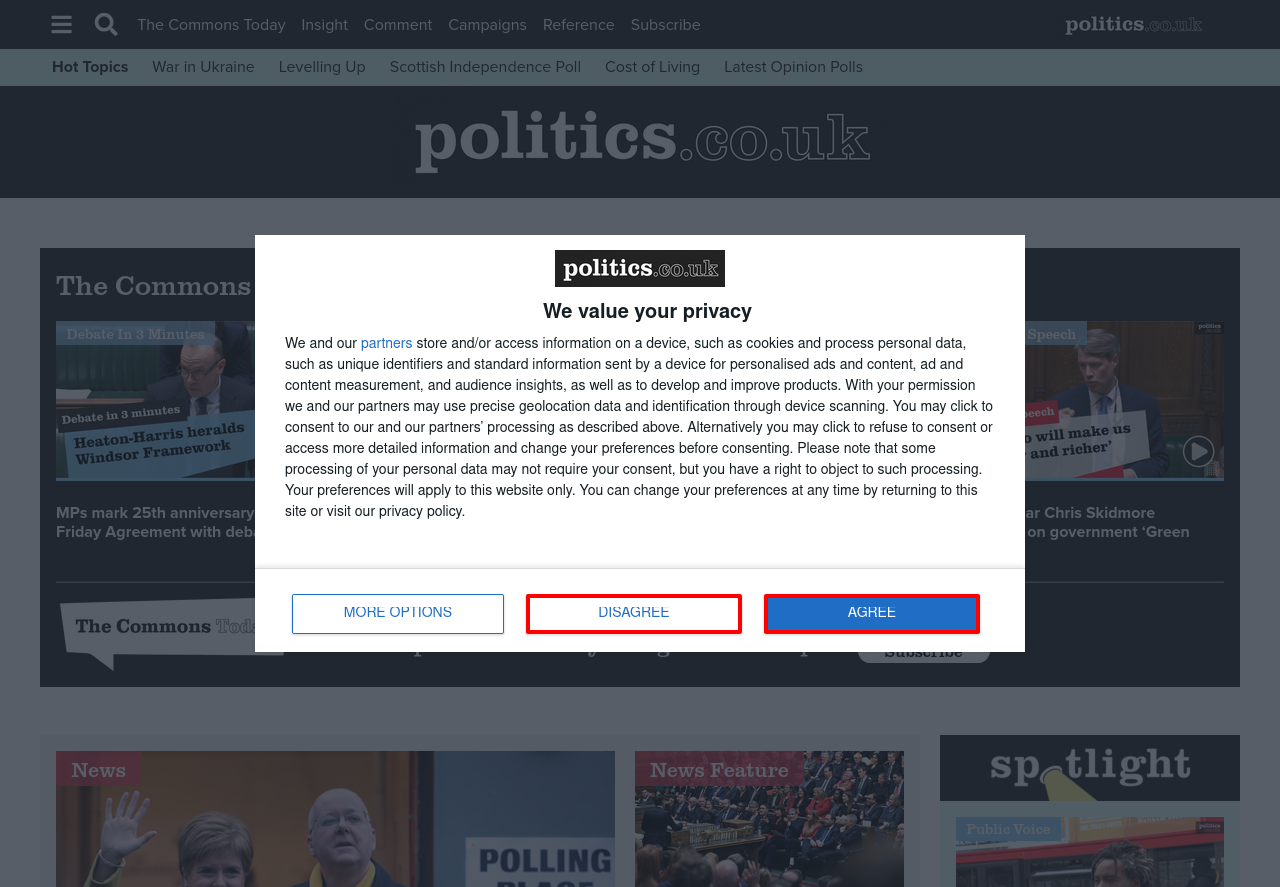 The Commons Today Insight Comment Campaigns Reference Subscribe politics.co.uk
Hot Topics War in Ukraine Levelling Up Scottish Independence Poll Cost of Living Latest Opinion Polls
politics.co.uk
The Commons
Debate In 3 Minutes
Debate in 3 minutes
Heaton-Harris heralds
Windsor Framework
MPs mark 25th anniversary
Friday Agreement with deba
The Commons Toda
politics.co.uk
We value your privacy
We and our partners store and/or access information on a device, such as cookies and process personal data,
such as unique identifiers and standard information sent by a device for personalised ads and content, ad and
content measurement, and audience insights, as well as to develop and improve products. With your permission
we and our partners may use precise geolocation data and identification through device scanning. You may click to
consent to our and our partners’ processing as described above. Alternatively you may click to refuse to consent or
access more detailed information and change your preferences before consenting. Please note that some
processing of your personal data may not require your consent, but you have a right to object to such processing.
Your preferences will apply to this website only. You can change your preferences at any time by returning to this
site or visit our privacy policy.
MORE OPTIONS DISAGREE AGREE
Speech
politics
peech
o will make us
r and richer’
ar Chris Skidmore
on government ‘Green
Subscribe
News
POLLING
PLACE
News Feature
spotlight
Public Voice
politics